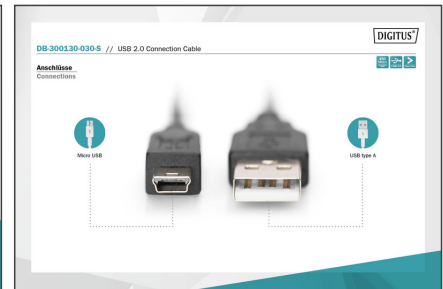 DIGITUS®
DB-300130-030-S // USB 2.0 Connection Cable
Anschlüsse
Connections
Micro USB
USB type A